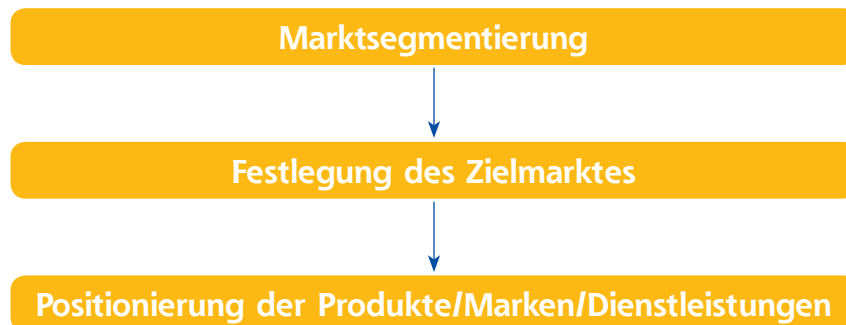 Marktsegmentierung
Festlegung des Zielmarktes
Positionierung der Produkte/Marken/Dienstleistungen